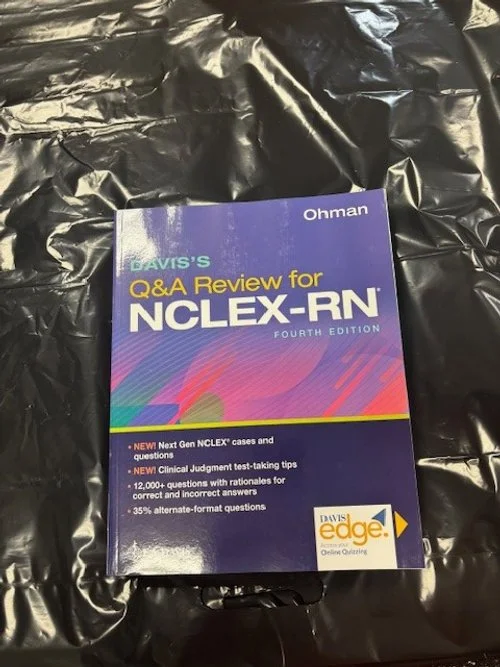 Ohman
DAVIS'S
Q&A Review for
NCLEX-RN®
FOURTH EDITION
• NEW! Next Gen NCLEX® cases and
questions
• NEW! Clinical Judgment test-taking tips
• 12,000+ questions with rationales for
correct and incorrect answers
• 35% alternate-format questions
DAVIS
edge.
Access your
Online Quizzing